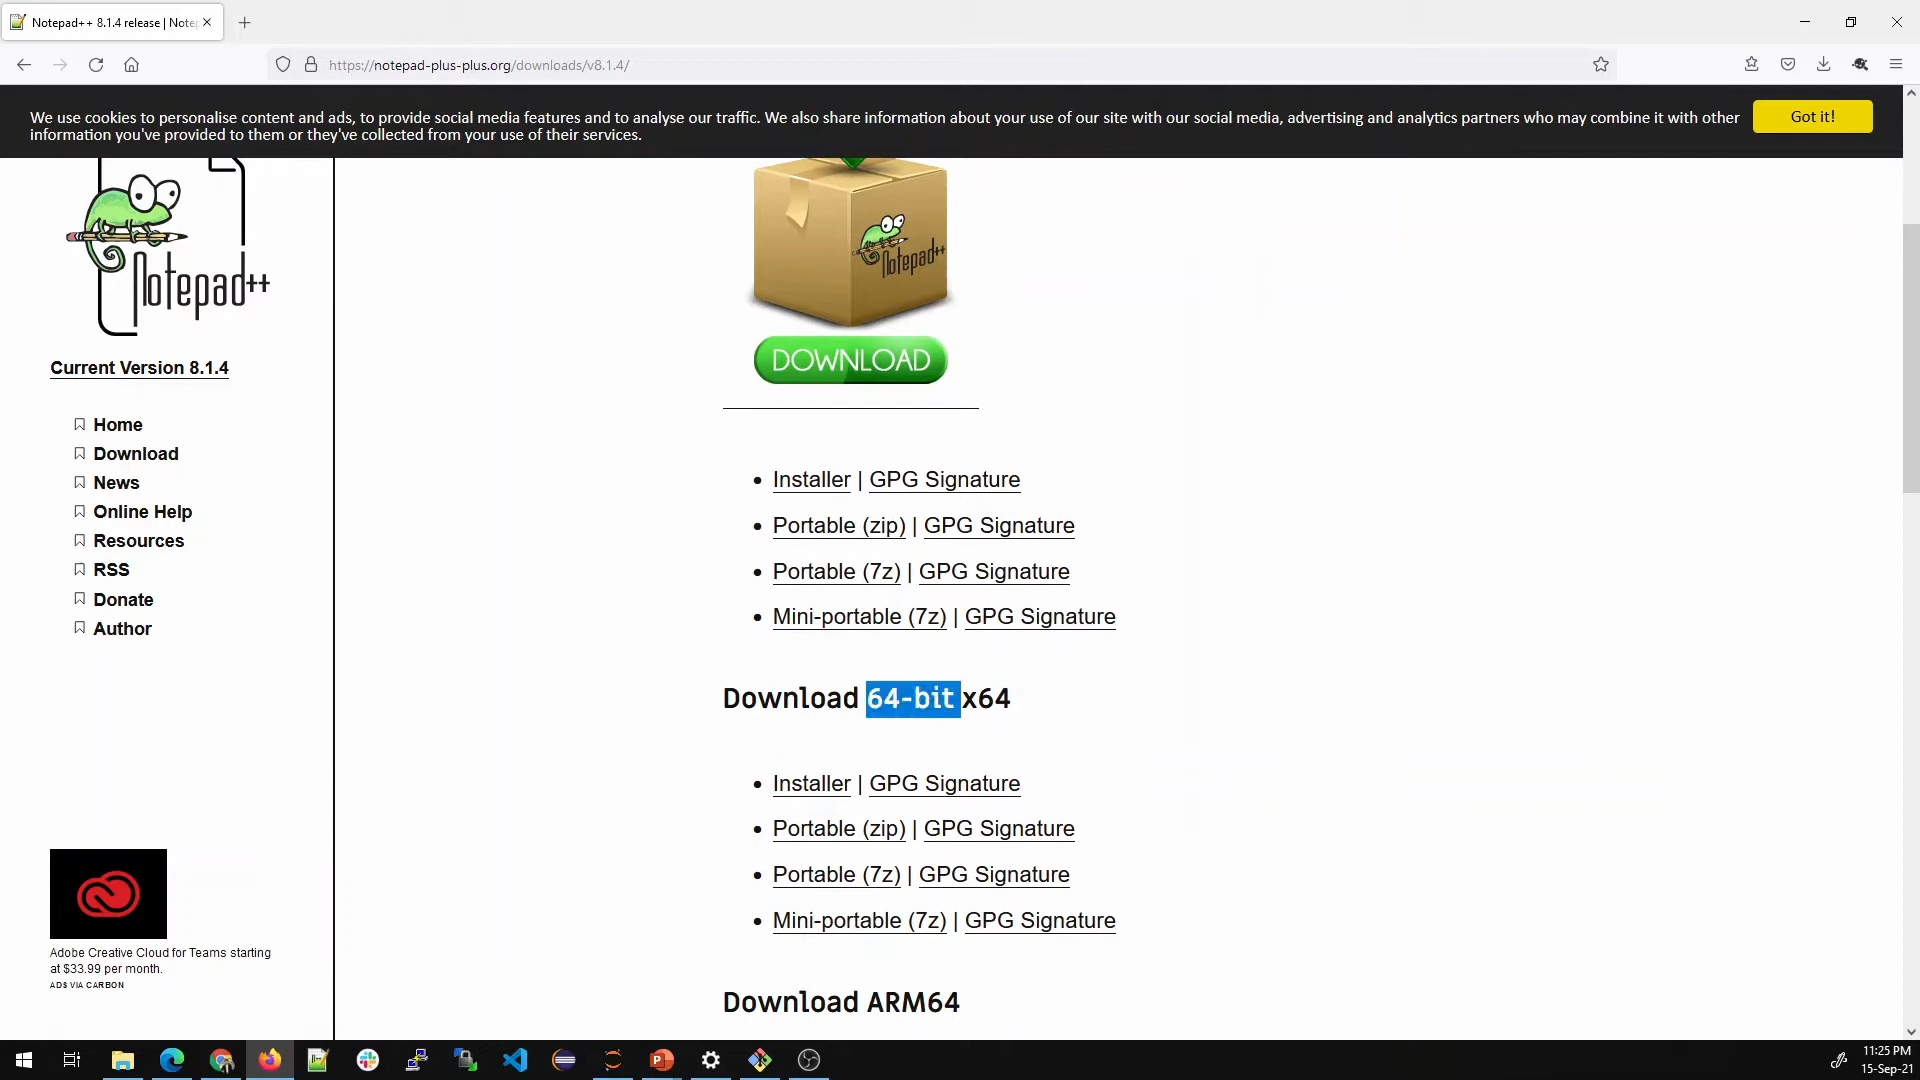 Notepad++ 8.1.4 release | Note
https://notepad-plus-plus.org/downloads/v8.1.4/
We use cookies to personalise content and ads, to provide social media features and to analyse our traffic. We also share information about your use of our site with our social media, advertising and analytics partners who may combine it with other
information you've provided to them or they've collected from your use of their services.
Got it!
Notepad++
Current Version 8.1.4
Home
Download
News
Online Help
Resources
RSS
Donate
Author
Adobe Creative Cloud for Teams starting
at $33.99 per month.
ADS VIA CARBON
Notepad++
DOWNLOAD
Installer | GPG Signature
Portable (zip) | GPG Signature
Portable (7z) | GPG Signature
Mini-portable (7z) | GPG Signature
Download 64-bit x64
Installer | GPG Signature
Portable (zip) | GPG Signature
Portable (7z) | GPG Signature
Mini-portable (7z) | GPG Signature
Download ARM64
11:25 PM
15-Sep-21